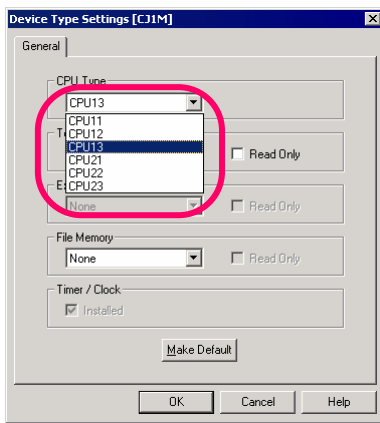 Device Type Settings [CJ1M]
General
CPU Type
CPU13
CPU11
CPU12
CPU13
CPU21
CPU22
CPU23
Read Only
None
Read Only
File Memory
None
Read Only
Timer / Clock
Installed
Make Default
OK
Cancel
Help